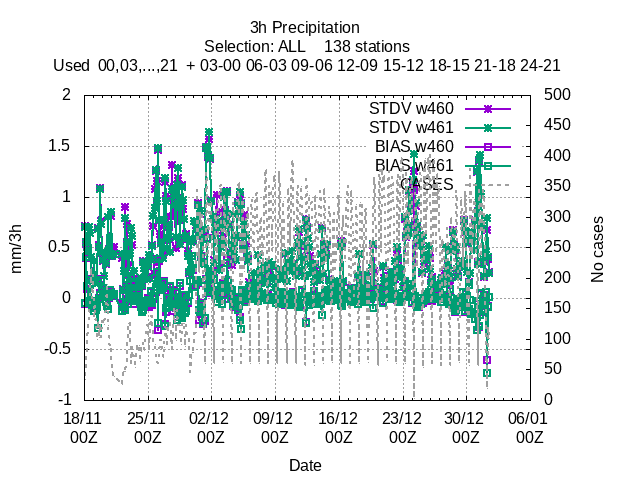 3h Precipitation
Selection: ALL 138 stations
Used 00,03,...,21 + 03-00 06-03 09-06 12-09 15-12 18-15 21-18 24-21
2
1.5
1
0.5
0
-0.5
-1
mm/3h
500
450
400
350
300
250
200
150
100
50
0
No cases
STDV w460
STDV w461
BIAS w460
BIAS w461
CASES
18/11 25/11 02/12 09/12 16/12 23/12 30/12 06/01
00Z 00Z 00Z 00Z 00Z 00Z 00Z 00Z
Date